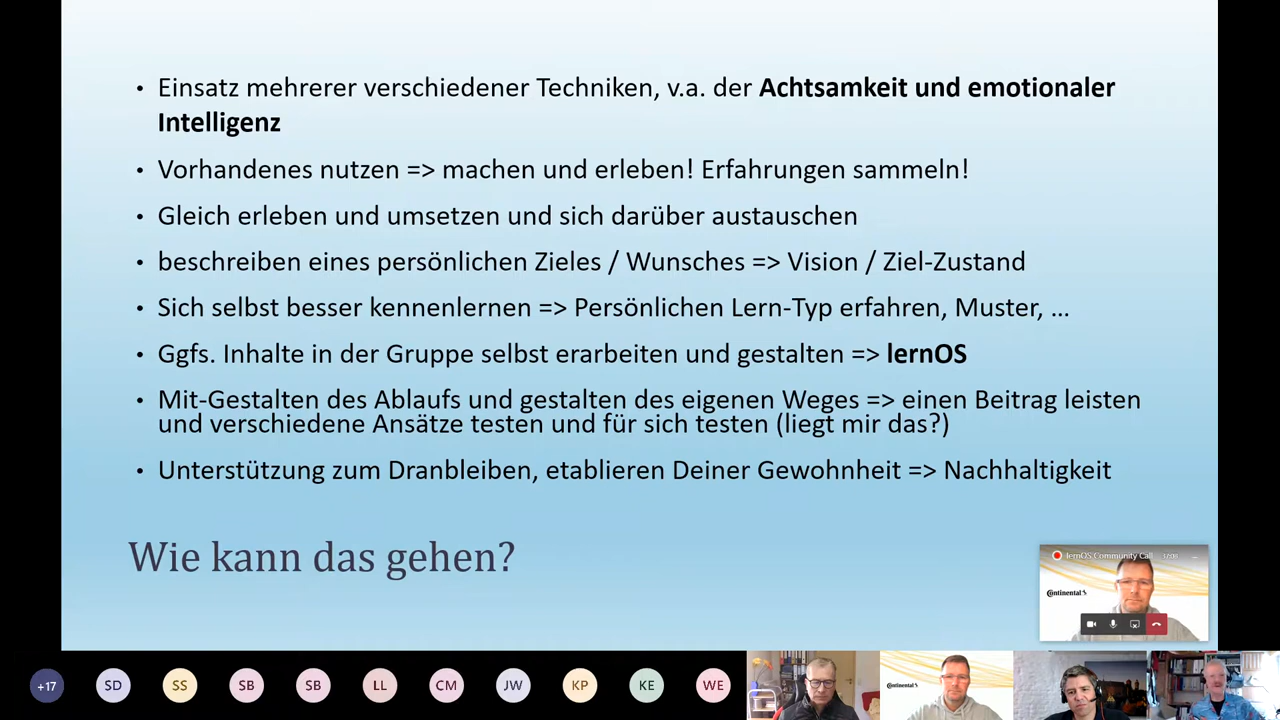 Einsatz mehrerer verschiedener Techniken, v.a. der Achtsamkeit und emotionaler
Intelligenz
Vorhandenes nutzen => machen und erleben! Erfahrungen sammeln!
Gleich erleben und umsetzen und sich darüber austauschen
beschreiben eines persönlichen Zieles / Wunsches => Vision / Ziel-Zustand
Sich selbst besser kennenlernen => Persönlichen Lern-Typ erfahren, Muster, …
Ggfs. Inhalte in der Gruppe selbst erarbeiten und gestalten => lernOS
Mit-Gestalten des Ablaufs und gestalten des eigenen Weges => einen Beitrag leisten
und verschiedene Ansätze testen und für sich testen (liegt mir das?)
Unterstützung zum Dranbleiben, etablieren Deiner Gewohnheit => Nachhaltigkeit
Wie kann das gehen?
lernOS Community Call
Continental
+17
SD
SS
SB
SB
LL
CM
JW
KP
KE
WE
Continental